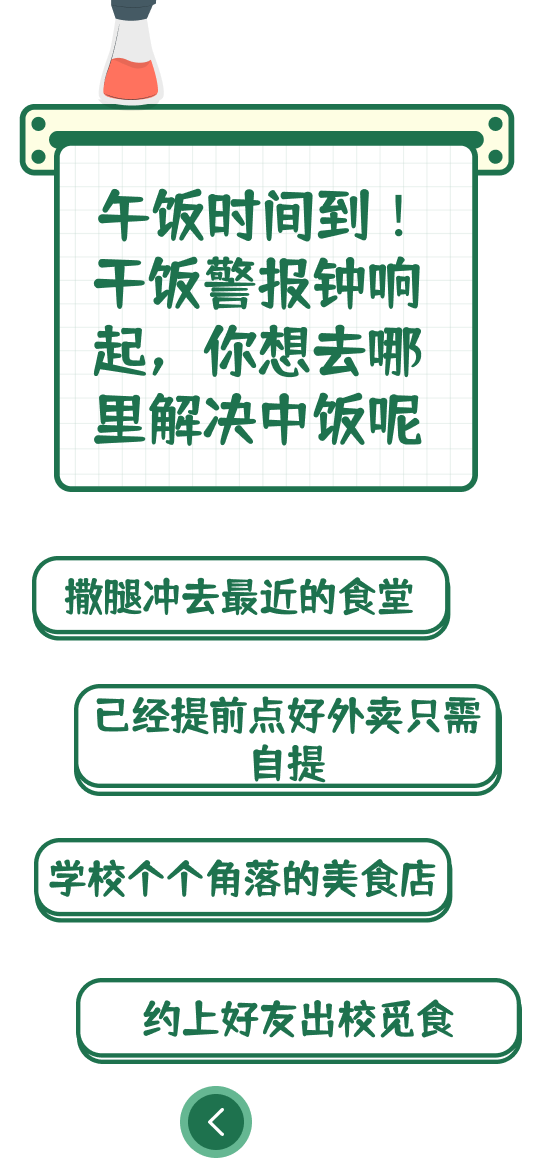 午饭时间到！
干饭警报钟响
起，你想去哪
里解决中饭呢
撒腿冲去最近的食堂
已经提前点好外卖只需
自提
学校个个角落的美食店
约上好友出校觅食